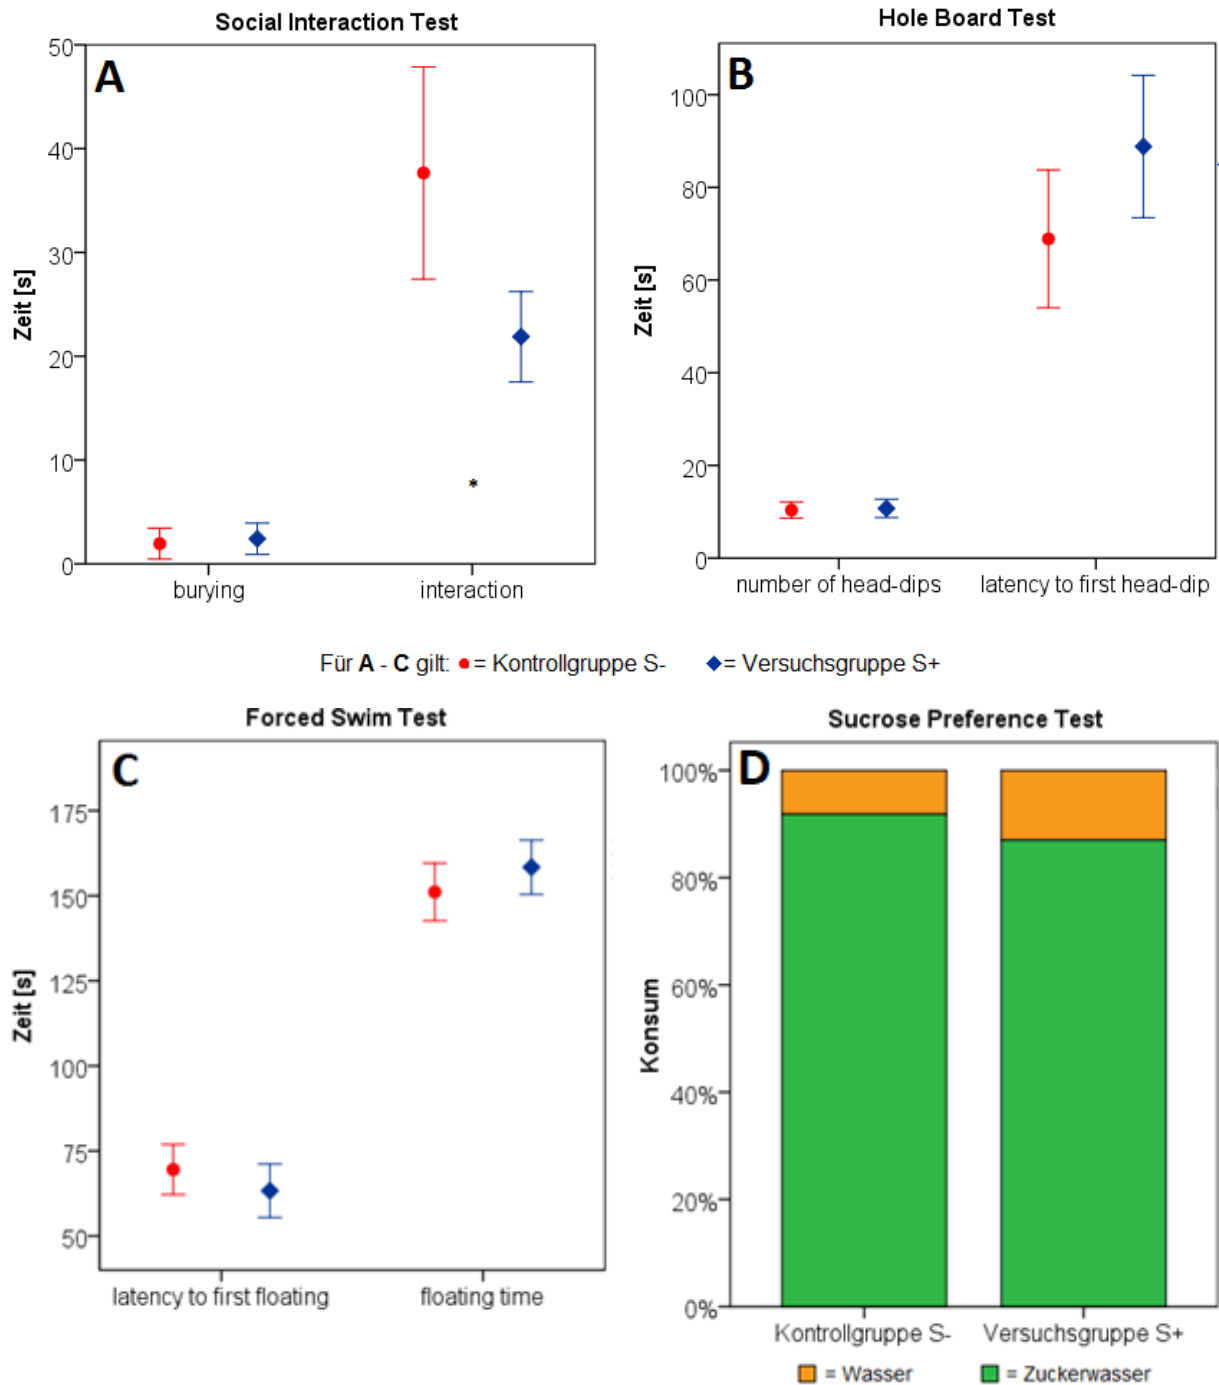 Social Interaction Test
A
Zeit [s]
50
40
30
20
10
0
*
burying interaction
Hole Board Test
B
Zeit [s]
100
80
60
40
20
0
number of head-dips latency to first head-dip
Für A - C gilt: = Kontrollgruppe S- = Versuchsgruppe S+
Forced Swim Test
C
Zeit [s]
175
150
125
100
75
50
latency to first floating floating time
Sucrose Preference Test
D
Konsum
100%
80%
60%
40%
20%
0%
Kontrollgruppe S- Versuchsgruppe S+
= Wasser = Zuckerwasser